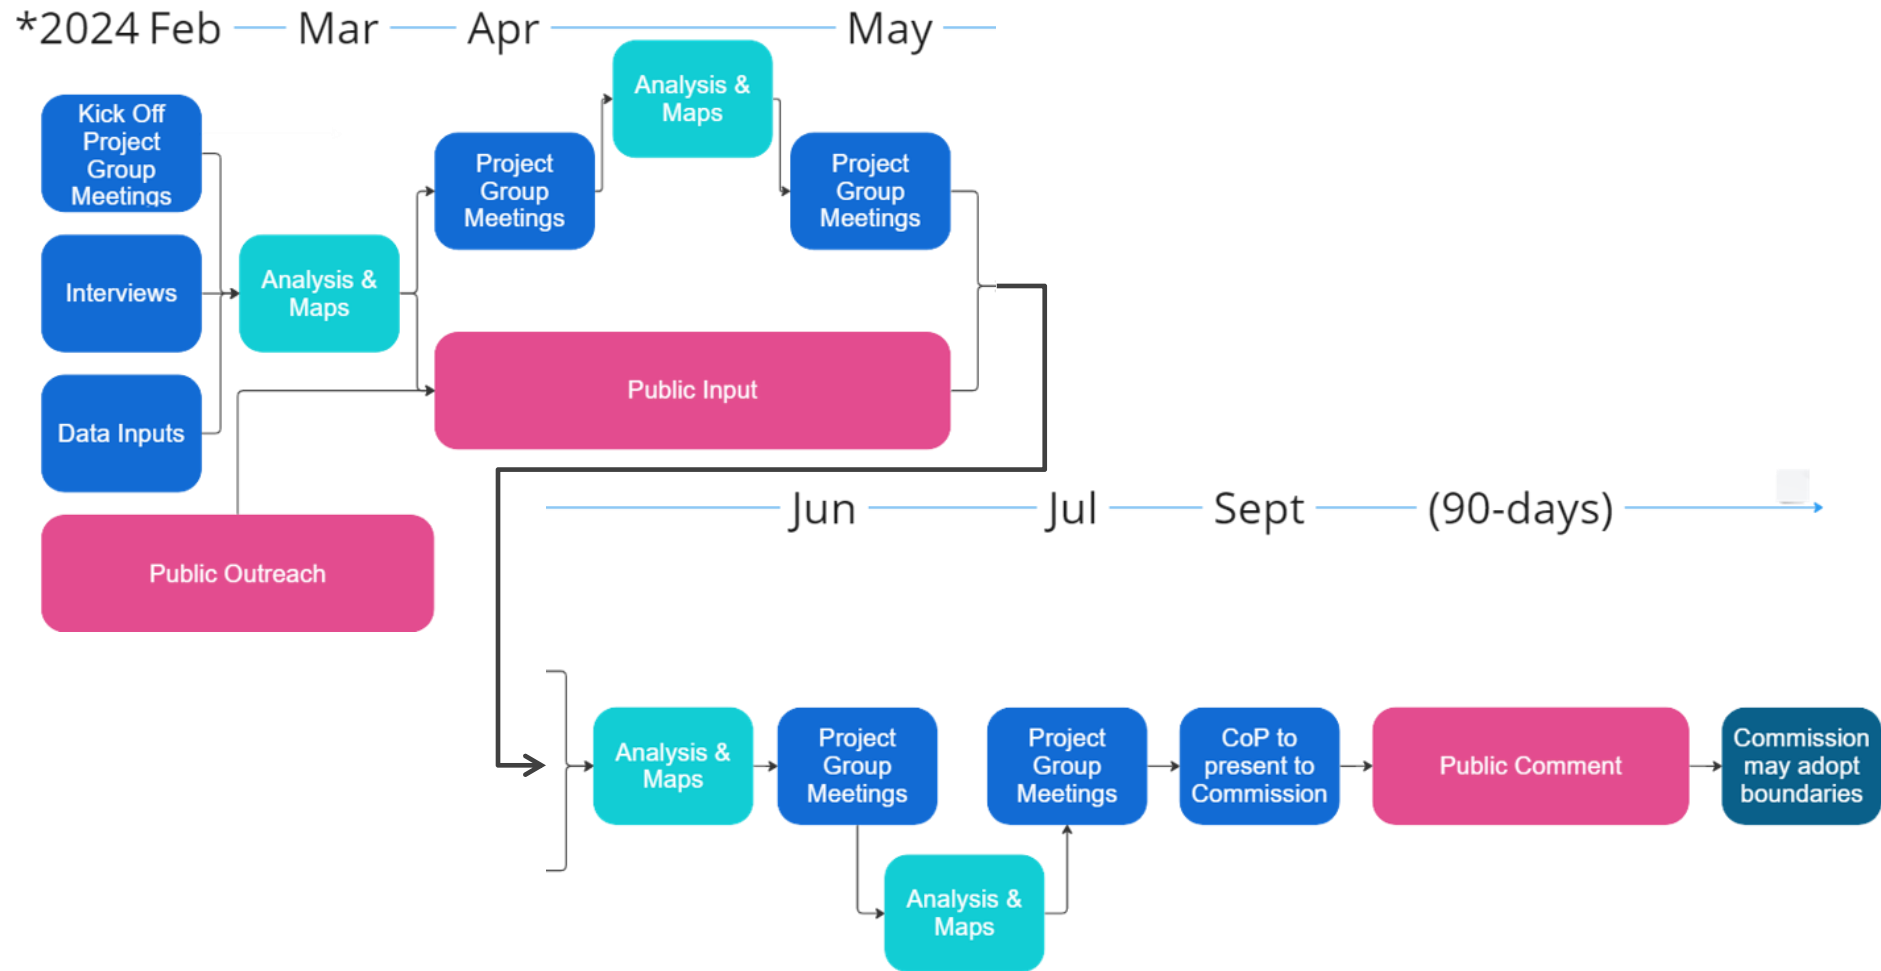 *2024 Feb Mar Apr May
Kick Off
Project
Group
Meetings
Interviews
Data Inputs
Public Outreach
Analysis &
Maps
Project
Group
Meetings
Analysis &
Maps
Project
Group
Meetings
Public Input
Jun Jul Sept (90-days)
Analysis &
Maps
Project
Group
Meetings
Analysis &
Maps
Project
Group
Meetings
CoP to
present to
Commission
Public Comment
Commission
may adopt
boundaries